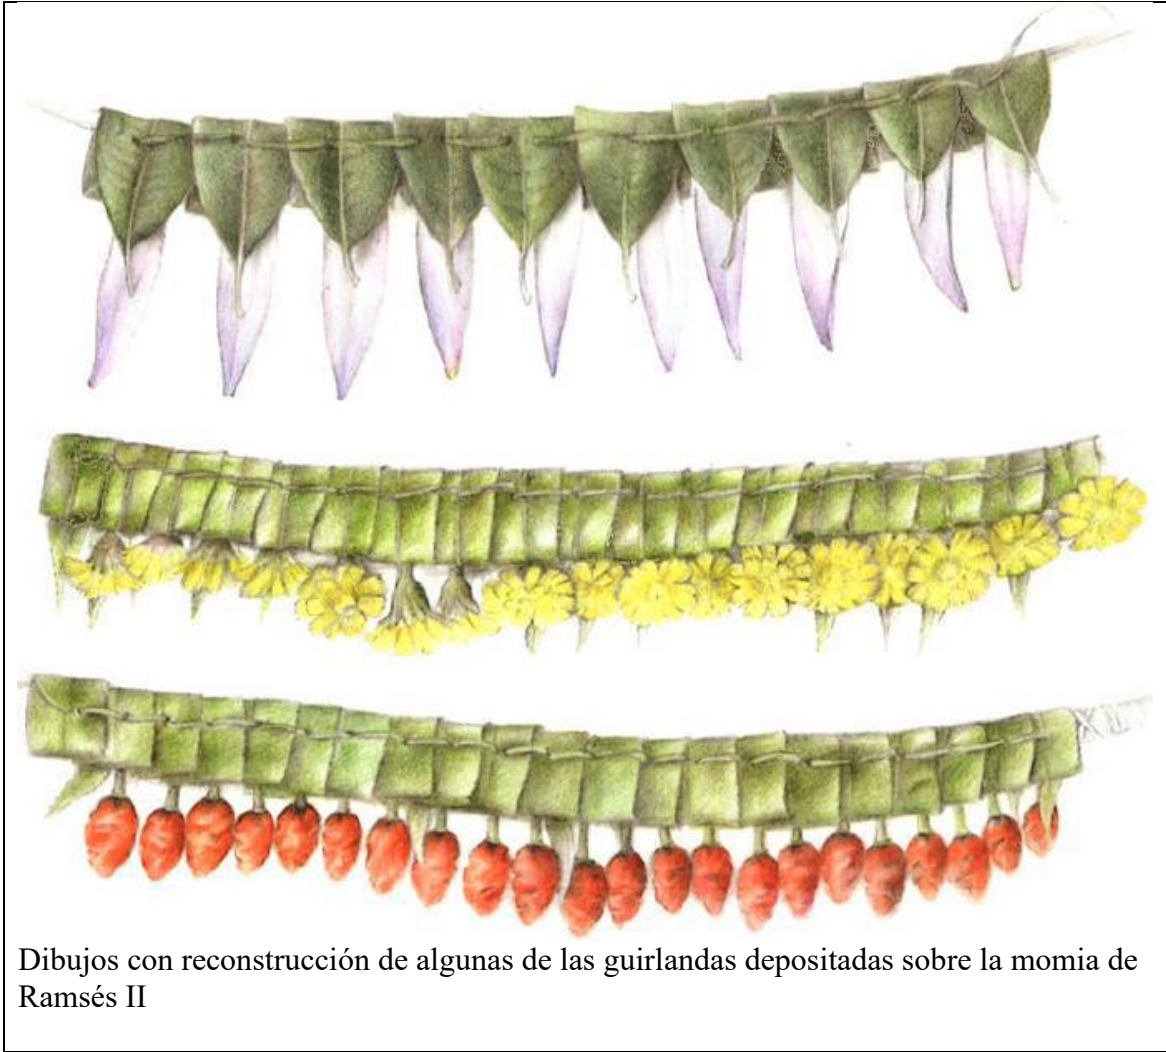 Dibujos con reconstrucción de algunas de las guirlandas depositadas sobre la momia de
Ramsés II